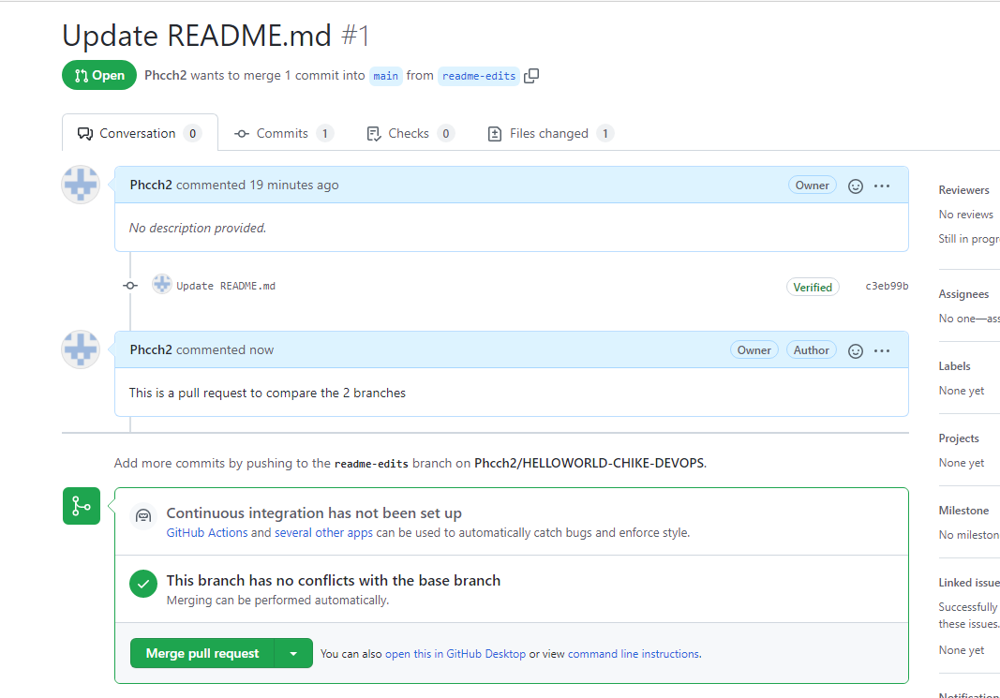 Update README.md #1
Open Phcch2 wants to merge 1 commit into main from readme-edits
Conversation 0 Commits 1 Checks 0 Files changed 1
Phcch2 commented 19 minutes ago Owner
No description provided.
Update README.md Verified c3eb99b
Phcch2 commented now Owner Author
This is a pull request to compare the 2 branches
Add more commits by pushing to the readme-edits branch on Phcch2/HELLOWORLD-CHIKE-DEVOPS.
Continuous integration has not been set up
GitHub Actions and several other apps can be used to automatically catch bugs and enforce style.
This branch has no conflicts with the base branch
Merging can be performed automatically.
Merge pull request You can also open this in GitHub Desktop or view command line instructions.
Reviewers
No reviews
Still in progr
Assignees
No one—ass
Labels
None yet
Projects
None yet
Milestone
No mileston
Linked issue
Successfully
these issues.
None yet
Notification